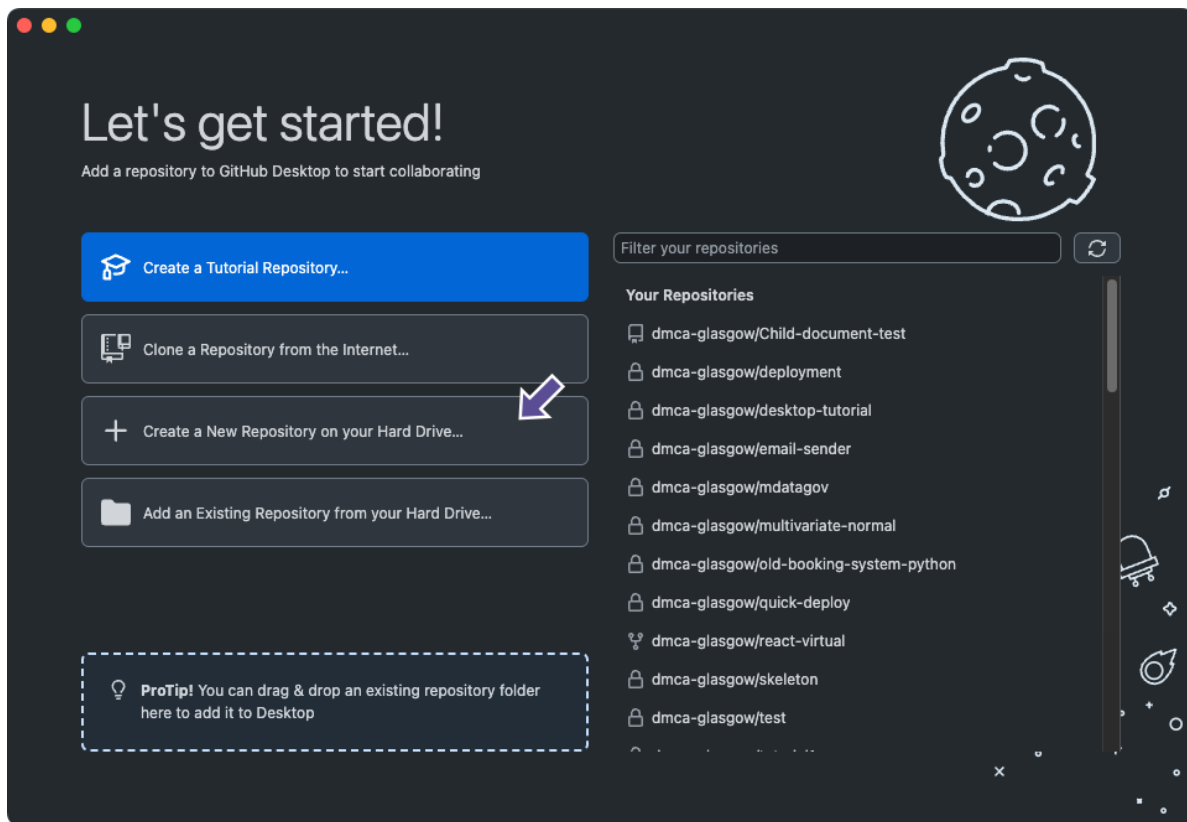 Let's get started!
Add a repository to GitHub Desktop to start collaborating
Create a Tutorial Repository...
Clone a Repository from the Internet...
Create a New Repository on your Hard Drive...
Add an Existing Repository from your Hard Drive...
ProTip! You can drag & drop an existing repository folder
here to add it to Desktop
Filter your repositories
Your Repositories
dmca-glasgow/Child-document-test
dmca-glasgow/deployment
dmca-glasgow/desktop-tutorial
dmca-glasgow/email-sender
dmca-glasgow/mdatagov
dmca-glasgow/multivariate-normal
dmca-glasgow/old-booking-system-python
dmca-glasgow/quick-deploy
dmca-glasgow/react-virtual
dmca-glasgow/skeleton
dmca-glasgow/test